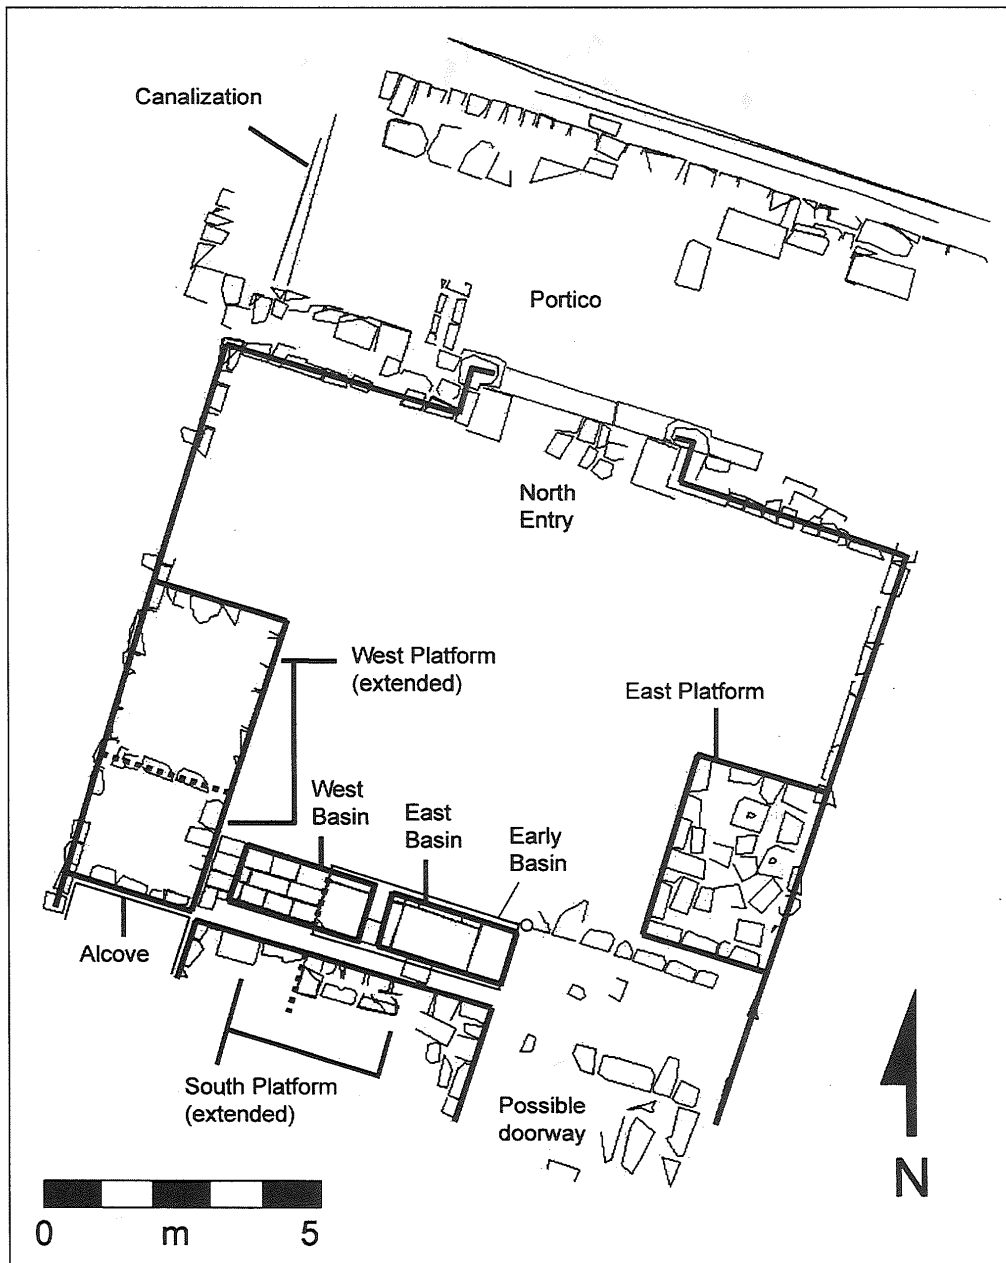 Canalization
Portico
North
Entry
West Platform
(extended)
East Platform
West
Basin
East
Basin
Early
Basin
Alcove
South Platform
(extended)
Possible
doorway
N
0 m 5